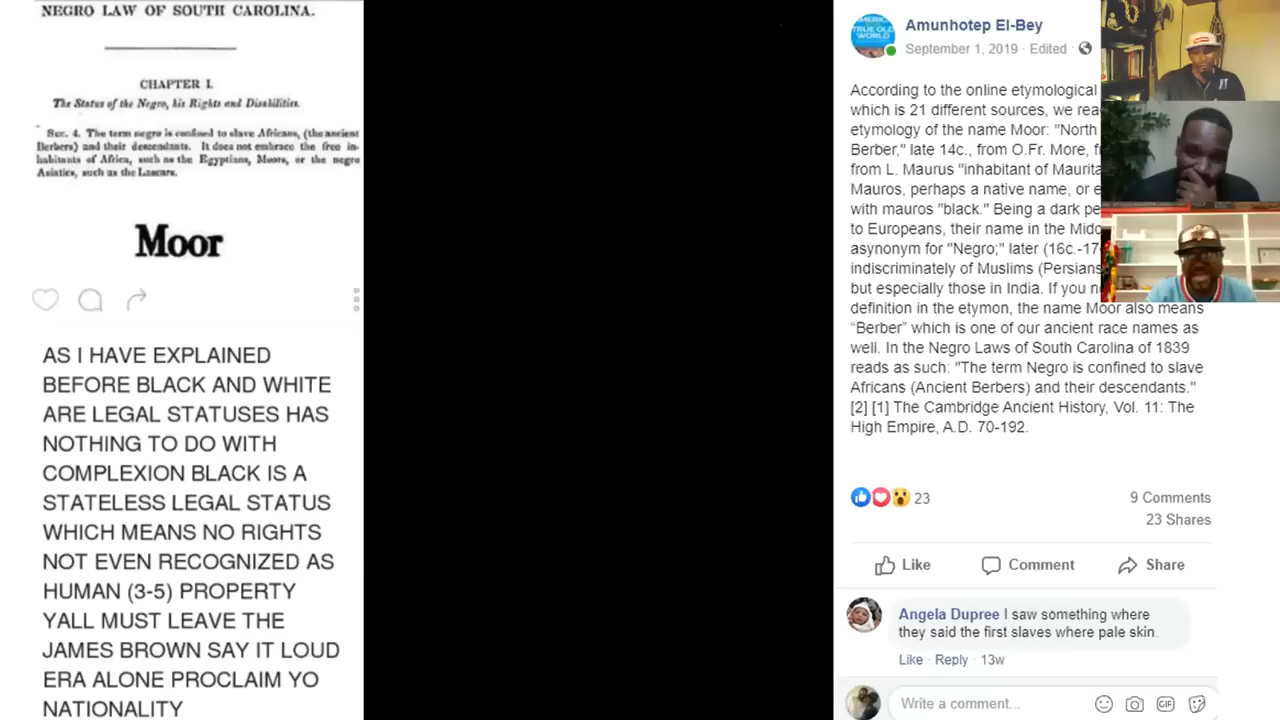 NEGRO LAW OF SOUTH CAROLINA.
CHAPTER I.
The Status of the Negro, his Rights and Disabilities.
Sec. 4. The term negro is confined to slave Africans, (the ancient
Berbers) and their descendants. It does not embrace the free in-
habitants of Africa, such as the Egyptians, Moors, or the negro
Asiatics, such as the Lascars.
Moor
AS I HAVE EXPLAINED
BEFORE BLACK AND WHITE
ARE LEGAL STATUSES HAS
NOTHING TO DO WITH
COMPLEXION BLACK IS A
STATELESS LEGAL STATUS
WHICH MEANS NO RIGHTS
NOT EVEN RECOGNIZED AS
HUMAN (3-5) PROPERTY
YALL MUST LEAVE THE
JAMES BROWN SAY IT LOUD
ERA ALONE PROCLAIM YO
NATIONALITY
AMERICA
TRUE OLD
WORLD
Amunhotep El-Bey
September 1, 2019 · Edited ·
According to the online etymological
which is 21 different sources, we rea
etymology of the name Moor: "North
Berber," late 14c., from O.Fr. More, f
from L. Maurus "inhabitant of Maurita
Mauros, perhaps a native name, or e
with mauros "black." Being a dark pe
to Europeans, their name in the Midd
asynonym for "Negro;" later (16c.-17
indiscriminately of Muslims (Persians
but especially those in India. If you n
definition in the etymon, the name Moor also means
"Berber" which is one of our ancient race names as
well. In the Negro Laws of South Carolina of 1839
reads as such: "The term Negro is confined to slave
Africans (Ancient Berbers) and their descendants."
[2] [1] The Cambridge Ancient History, Vol. 11: The
High Empire, A.D. 70-192.
23
9 Comments
23 Shares
Like Comment Share
Angela Dupree I saw something where
they said the first slaves where pale skin.
Like · Reply · 13w
Write a comment...
GIF